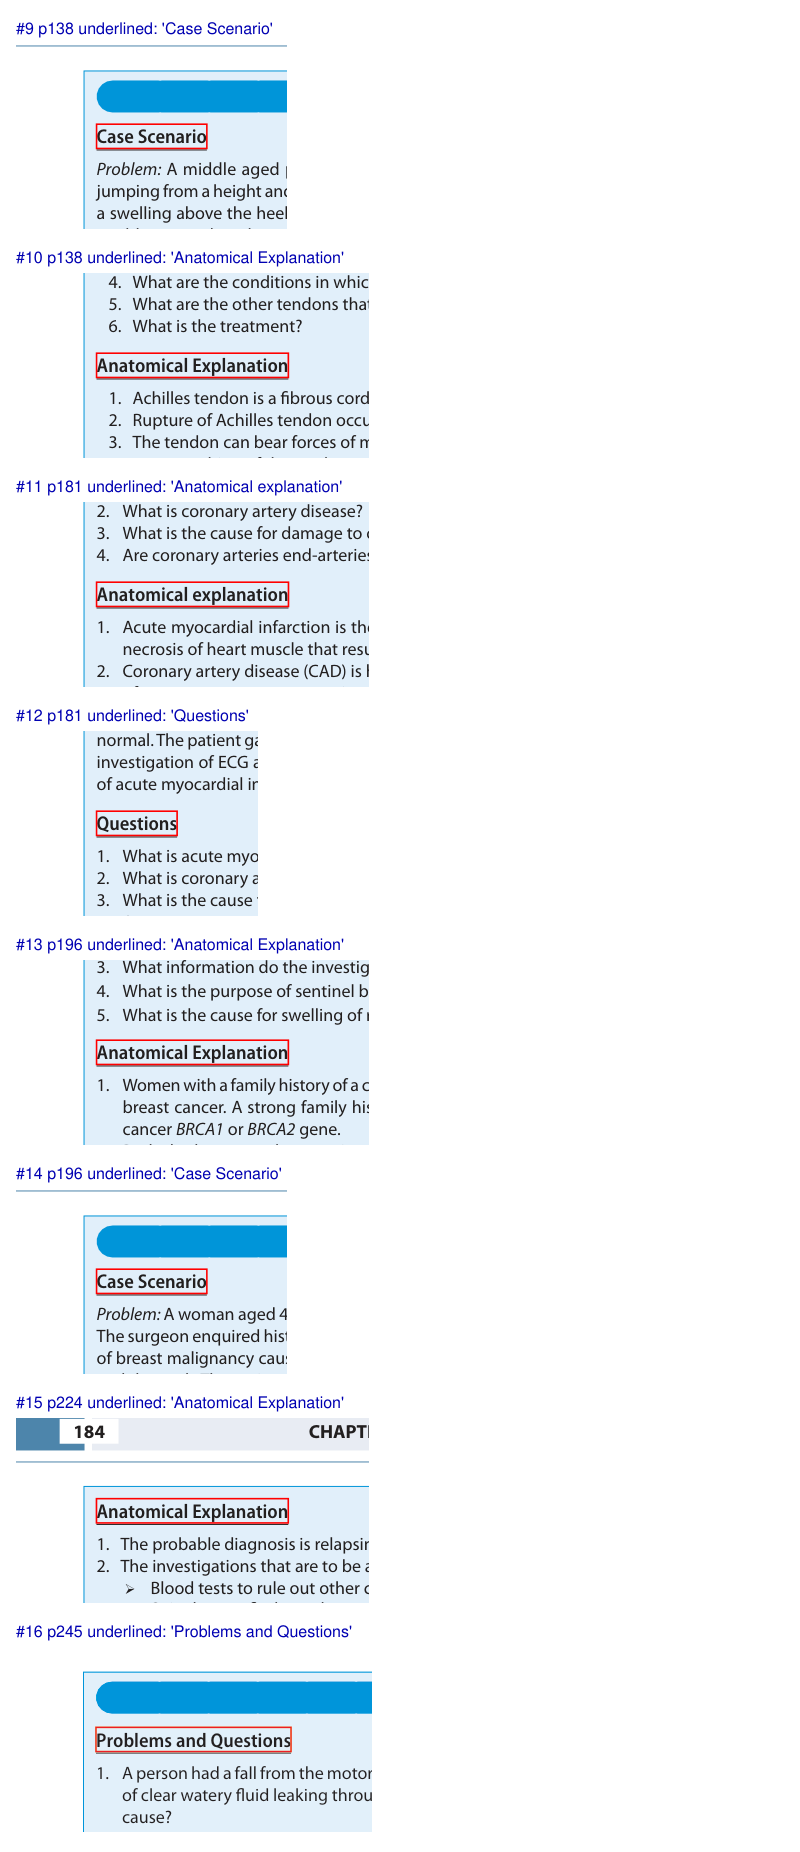 #9 p138 underlined: 'Case Scenario'
Case Scenario
Problem: A middle aged
jumping from a height and
a swelling above the heel
#10 p138 underlined: 'Anatomical Explanation'
4. What are the conditions in whic
5. What are the other tendons that
6. What is the treatment?
Anatomical Explanation
1. Achilles tendon is a fibrous cord
2. Rupture of Achilles tendon occu
3. The tendon can bear forces of m
#11 p181 underlined: 'Anatomical explanation'
2. What is coronary artery disease?
3. What is the cause for damage to
4. Are coronary arteries end-arteries
Anatomical explanation
1. Acute myocardial infarction is the
necrosis of heart muscle that resu
2. Coronary artery disease (CAD) is
#12 p181 underlined: 'Questions'
normal. The patient ga
investigation of ECG a
of acute myocardial in
Questions
1. What is acute myo
2. What is coronary a
3. What is the cause
#13 p196 underlined: 'Anatomical Explanation'
3. What information do the investig
4. What is the purpose of sentinel b
5. What is the cause for swelling of
Anatomical Explanation
1. Women with a family history of a c
breast cancer. A strong family his
cancer BRCA1 or BRCA2 gene.
#14 p196 underlined: 'Case Scenario'
Case Scenario
Problem: A woman aged 4
The surgeon enquired hist
of breast malignancy cau
#15 p224 underlined: 'Anatomical Explanation'
184 CHAPT
Anatomical Explanation
1. The probable diagnosis is relapsin
2. The investigations that are to be a
➢ Blood tests to rule out other
#16 p245 underlined: 'Problems and Questions'
Problems and Questions
1. A person had a fall from the motor
of clear watery fluid leaking throu
cause?